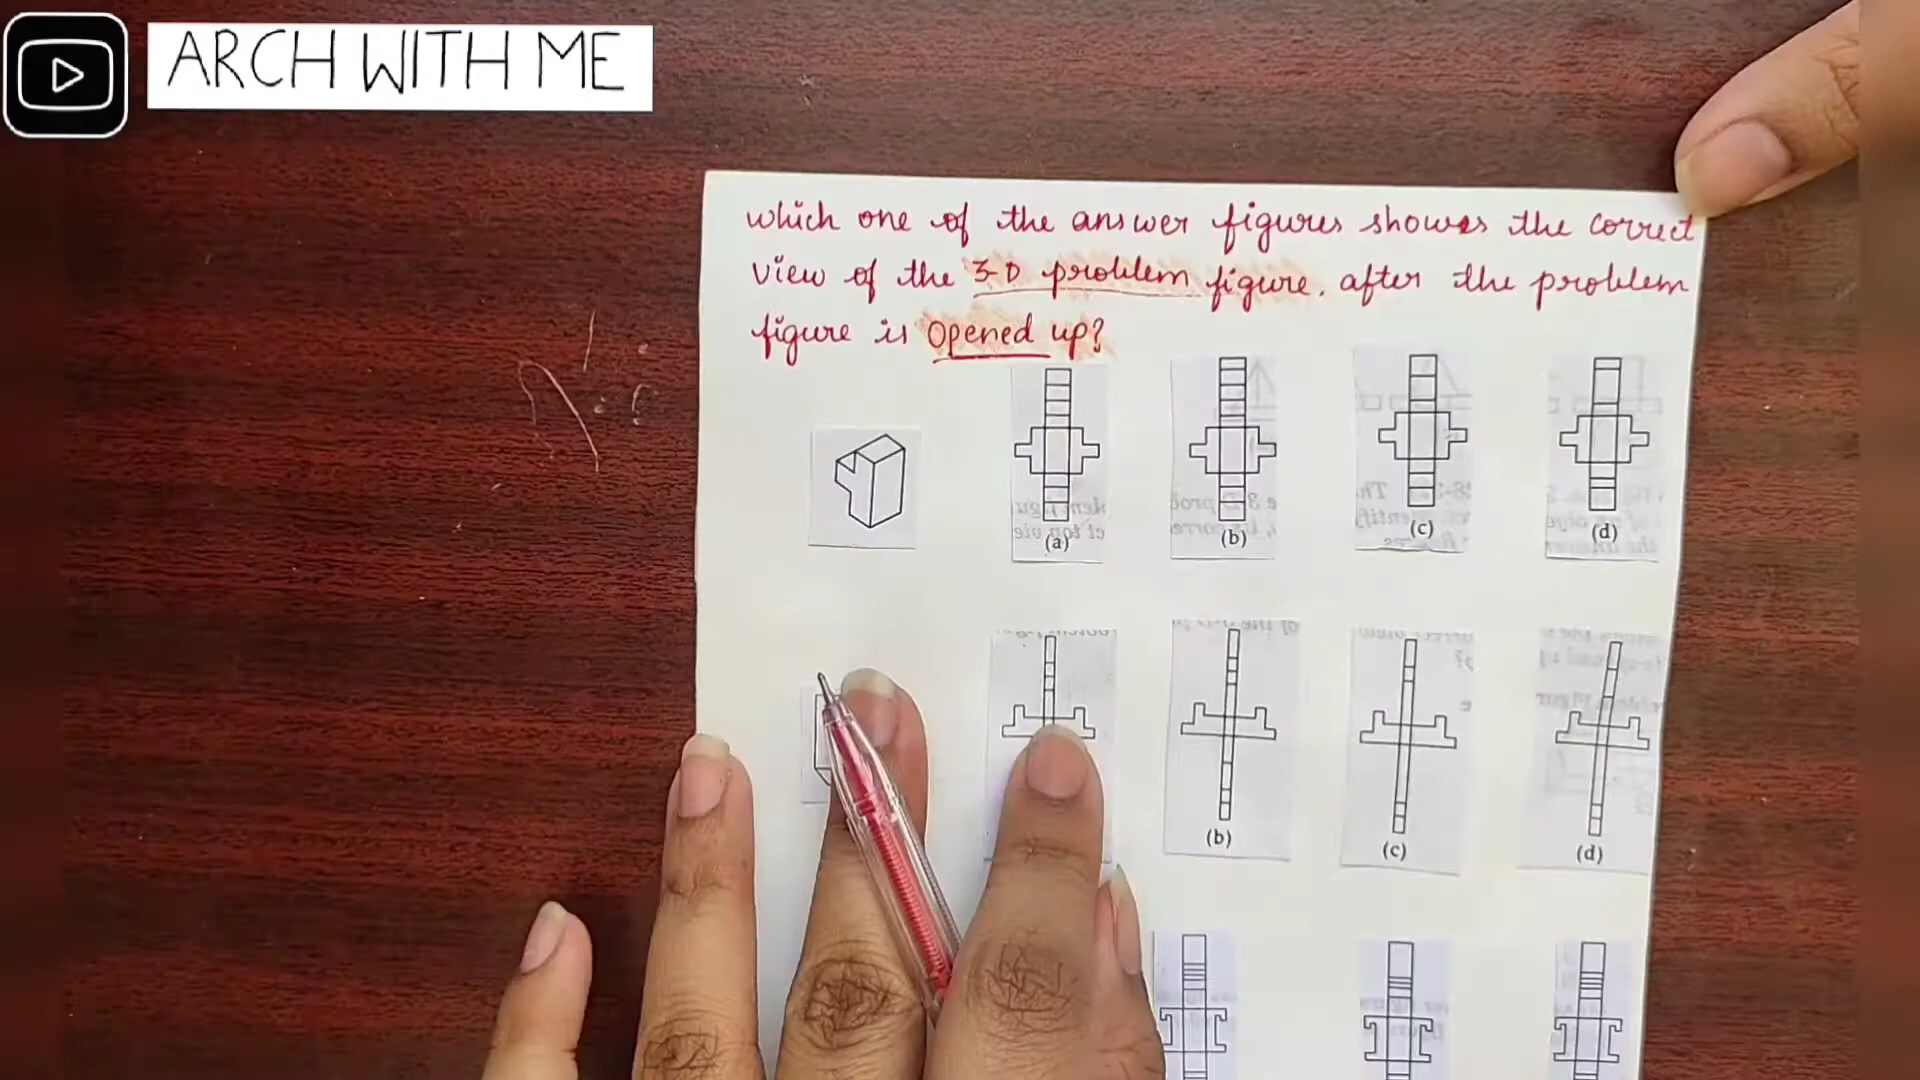 ARCH WITH ME
which one of the answer figures shows the correct
view of the 3-D problem figure. after the problem
figure is opened up?
(a) (b) (c) (d)
(b) (c) (d)